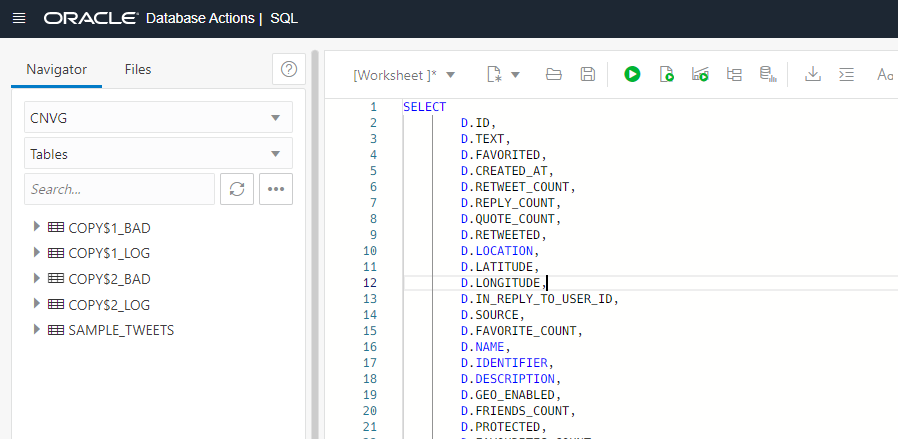 ORACLE Database Actions | SQL
Navigator Files
CNVG
Tables
Search...
COPY$1_BAD
COPY$1_LOG
COPY$2_BAD
COPY$2_LOG
SAMPLE_TWEETS
[Worksheet ]* Aa
1 SELECT
2 D.ID,
3 D.TEXT,
4 D.FAVORITED,
5 D.CREATED_AT,
6 D.RETWEET_COUNT,
7 D.REPLY_COUNT,
8 D.QUOTE_COUNT,
9 D.RETWEETED,
10 D.LOCATION,
11 D.LATITUDE,
12 D.LONGITUDE,
13 D.IN_REPLY_TO_USER_ID,
14 D.SOURCE,
15 D.FAVORITE_COUNT,
16 D.NAME,
17 D.IDENTIFIER,
18 D.DESCRIPTION,
19 D.GEO_ENABLED,
20 D.FRIENDS_COUNT,
21 D.PROTECTED,